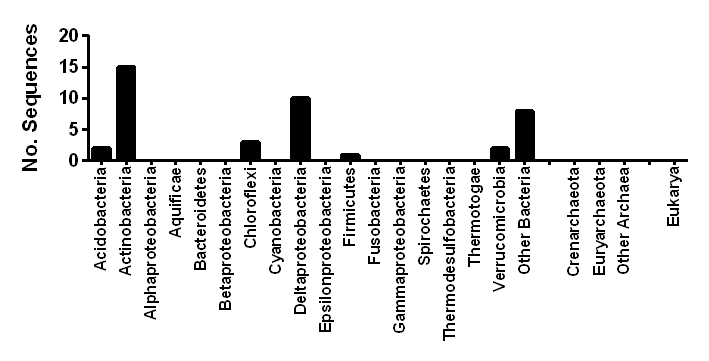 No. Sequences
20
15
10
5
0
Acidobacteria
Actinobacteria
Alphaproteobacteria
Aquificae
Bacteroidetes
Betaproteobacteria
Chloroflexi
Cyanobacteria
Deltaproteobacteria
Epsilonproteobacteria
Firmicutes
Fusobacteria
Gammaproteobacteria
Spirochaetes
Thermodesulfobacteria
Thermotogae
Verrucomicrobia
Other Bacteria
Crenarchaeota
Euryarchaeota
Other Archaea
Eukarya